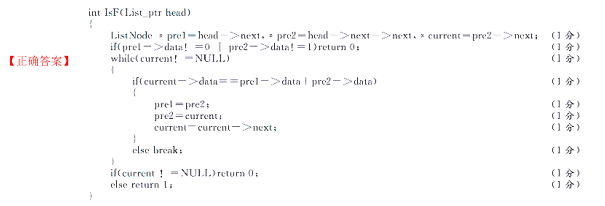 int IsF(List_ptr head)
{
ListNode * pre1=head->next,* pre2=head->next->next,* current=pre2->next; (1 分)
if(pre1->data! =0 | pre2->data! =1)return 0; (1 分)
【正确答案】 while(current! =NULL) (1 分)
{
if(current->data==pre1->data+pre2->data) (1 分)
{
pre1=pre2; (1 分)
pre2=current; (1 分)
current=current->next; (1 分)
}
else break; (1 分)
}
if(current ! =NULL)return 0; (1 分)
else return 1; (1 分)
}